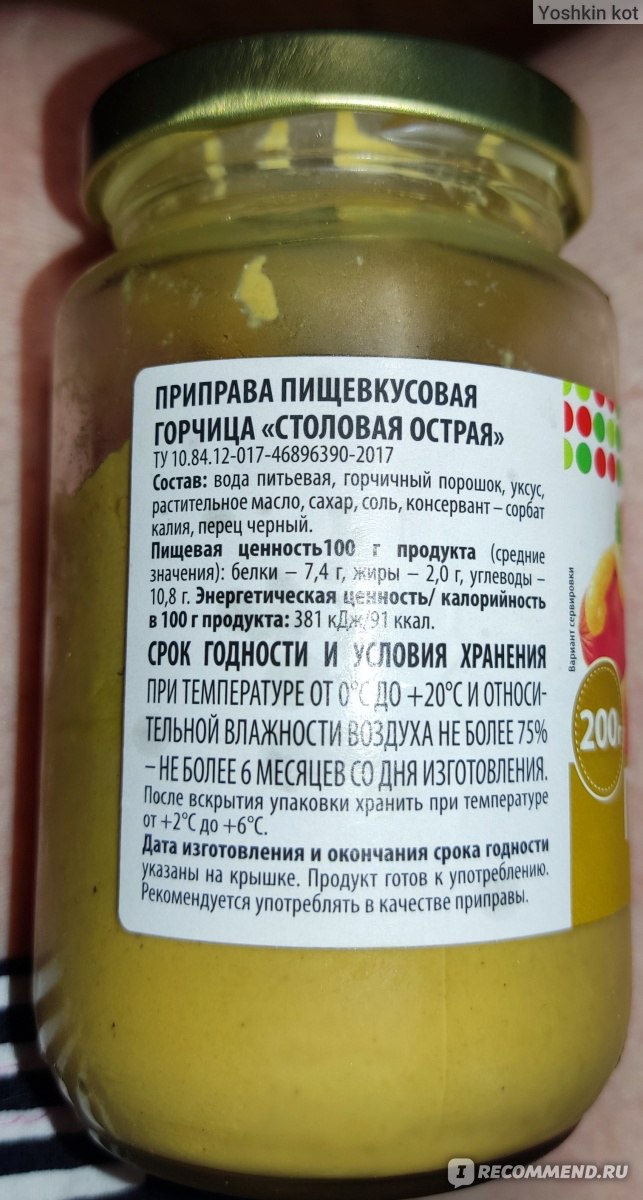 Yoshkin kot
ПРИПРАВА ПИЩЕВКУСОВАЯ
ГОРЧИЦА «СТОЛОВАЯ ОСТРАЯ»
ТУ 10.84.12-017-46896390-2017
Состав: вода питьевая, горчичный порошок, уксус,
растительное масло, сахар, соль, консервант – сорбат
калия, перец черный.
Пищевая ценность100 г продукта (средние
значения): белки – 7,4 г, жиры – 2,0 г, углеводы –
10,8 г. Энергетическая ценность/ калорийность
в 100 г продукта: 381 кДж/91 ккал.
СРОК ГОДНОСТИ И УСЛОВИЯ ХРАНЕНИЯ
ПРИ ТЕМПЕРАТУРЕ ОТ 0°С ДО +20°С И ОТНОСИ-
ТЕЛЬНОЙ ВЛАЖНОСТИ ВОЗДУХА НЕ БОЛЕЕ 75%
– НЕ БОЛЕЕ 6 МЕСЯЦЕВ СО ДНЯ ИЗГОТОВЛЕНИЯ.
После вскрытия упаковки хранить при температуре
от +2°С до +6°С.
Дата изготовления и окончания срока годности
указаны на крышке. Продукт готов к употреблению.
Рекомендуется употреблять в качестве приправы.
Вариант сервировки
200г
IRECOMMEND.RU